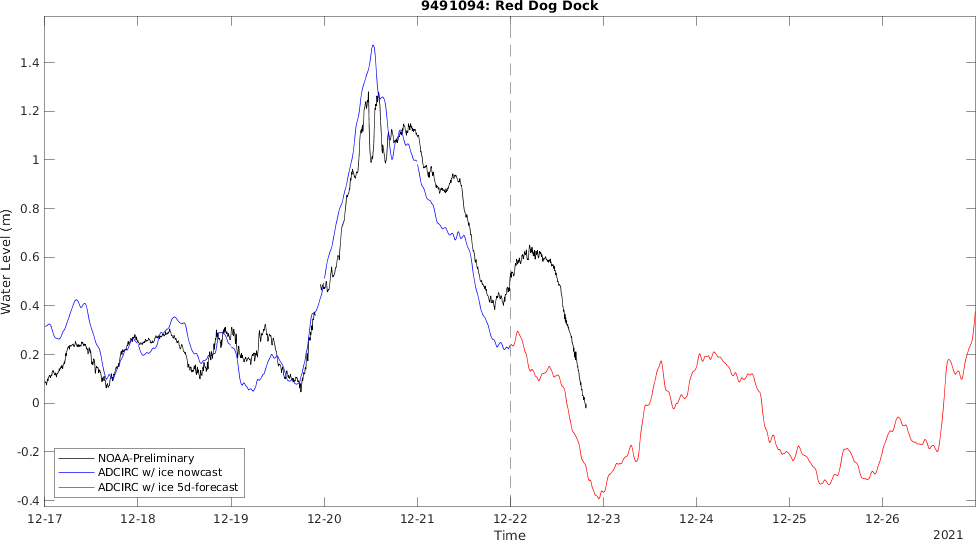 9491094: Red Dog Dock
Water Level (m)
1.4
1.2
1
0.8
0.6
0.4
0.2
0
-0.2
-0.4
NOAA-Preliminary
ADCIRC w/ ice nowcast
ADCIRC w/ ice 5d-forecast
12-17 12-18 12-19 12-20 12-21 12-22 12-23 12-24 12-25 12-26
Time
2021